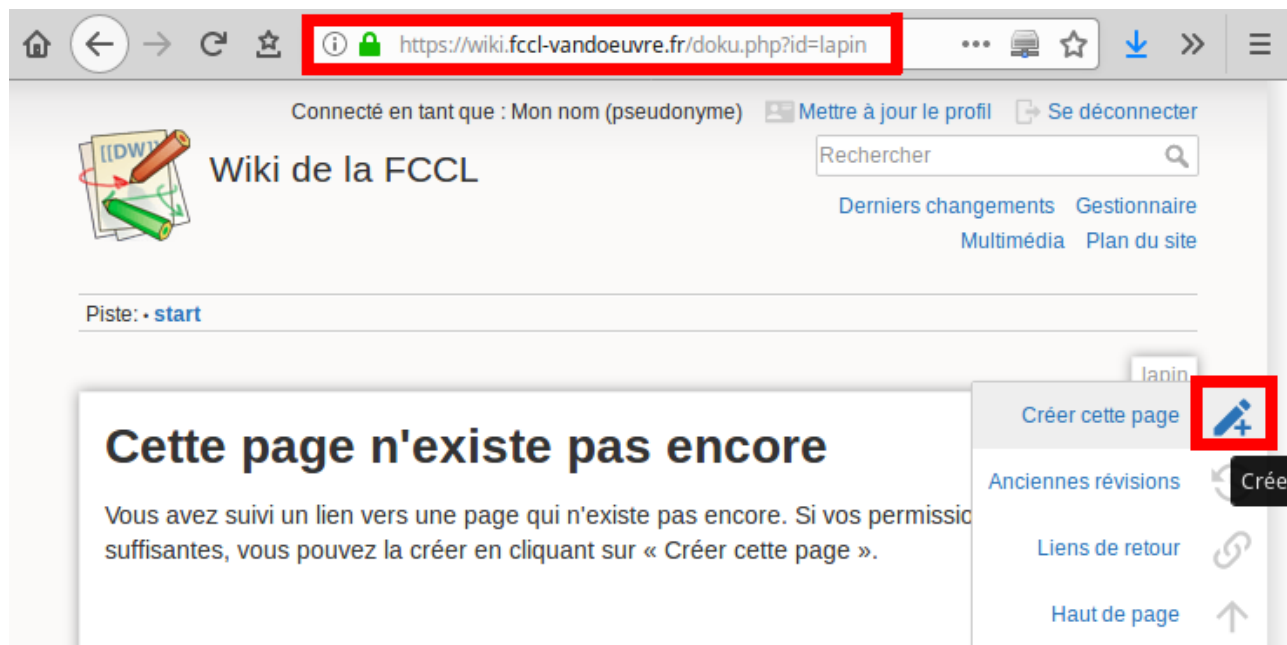 https://wiki.fccl-vandoeuvre.fr/doku.php?id=lapin
Connecté en tant que : Mon nom (pseudonyme) Mettre à jour le profil Se déconnecter
[[DW]]
Wiki de la FCCL
Rechercher
Derniers changements Gestionnaire
Multimédia Plan du site
Piste: • start
lapin
Créer cette page
Cette page n'existe pas encore
Anciennes révisions
Crée
Vous avez suivi un lien vers une page qui n'existe pas encore. Si vos permissio
suffisantes, vous pouvez la créer en cliquant sur « Créer cette page ».
Liens de retour
Haut de page